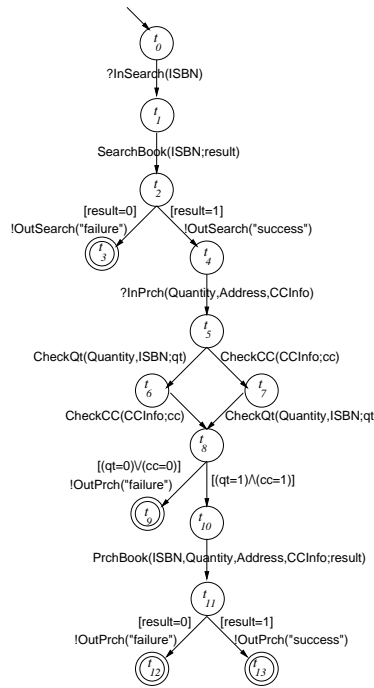 t0
?InSearch(ISBN)
t1
SearchBook(ISBN;result)
t2
[result=0] [result=1]
!OutSearch("failure") !OutSearch("success")
t3 t4
?InPrch(Quantity,Address,CCInfo)
t5
CheckQt(Quantity,ISBN;qt) CheckCC(CCInfo;cc)
t6 t7
CheckCC(CCInfo;cc) CheckQt(Quantity,ISBN;qt
t8
[(qt=0)\/(cc=0)]
!OutPrch("failure") [(qt=1)/\(cc=1)]
t9 t10
PrchBook(ISBN,Quantity,Address,CCInfo;result)
t11
[result=0] [result=1]
!OutPrch("failure") !OutPrch("success")
t12 t13